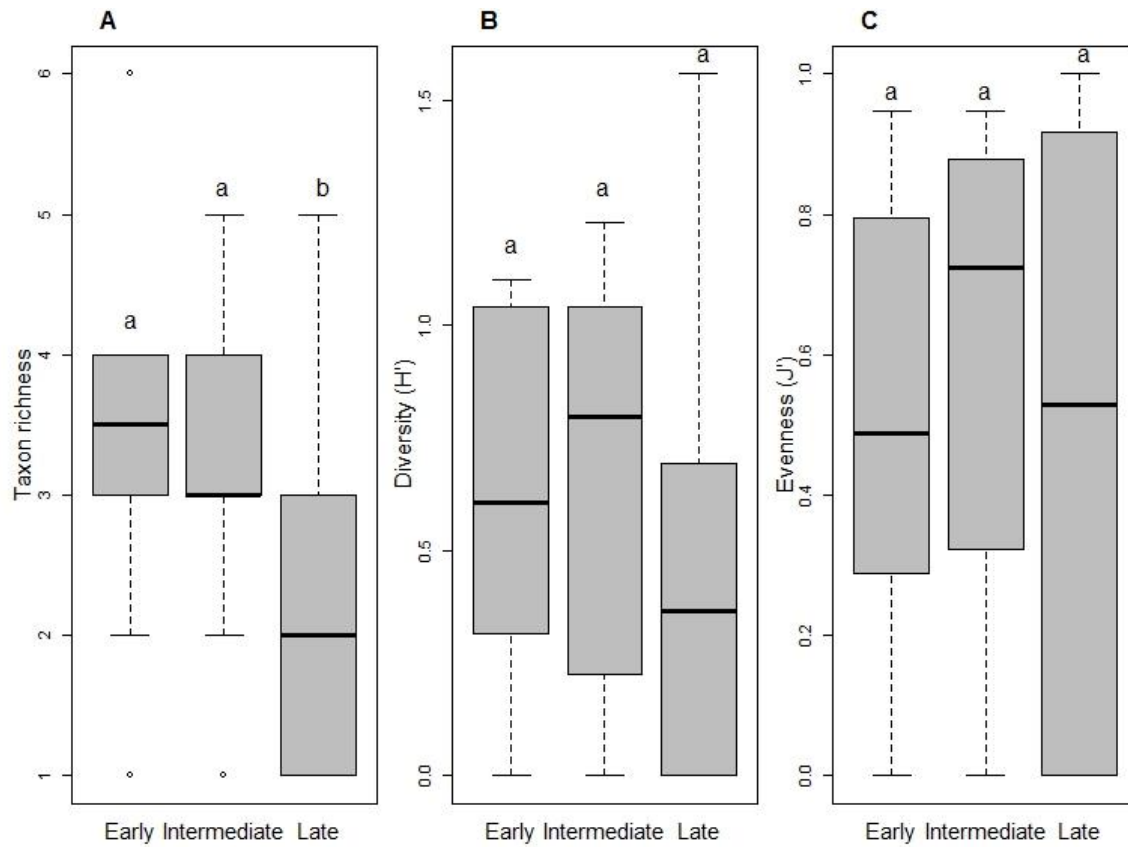 A
B
C
Taxon richness
6
5
4
3
2
1
a
a
b
Early Intermediate Late
Diversity (H')
1.5
1.0
0.5
0.0
a
a
a
Early Intermediate Late
Evenness (J')
1.0
0.8
0.6
0.4
0.2
0.0
a
a
a
Early Intermediate Late